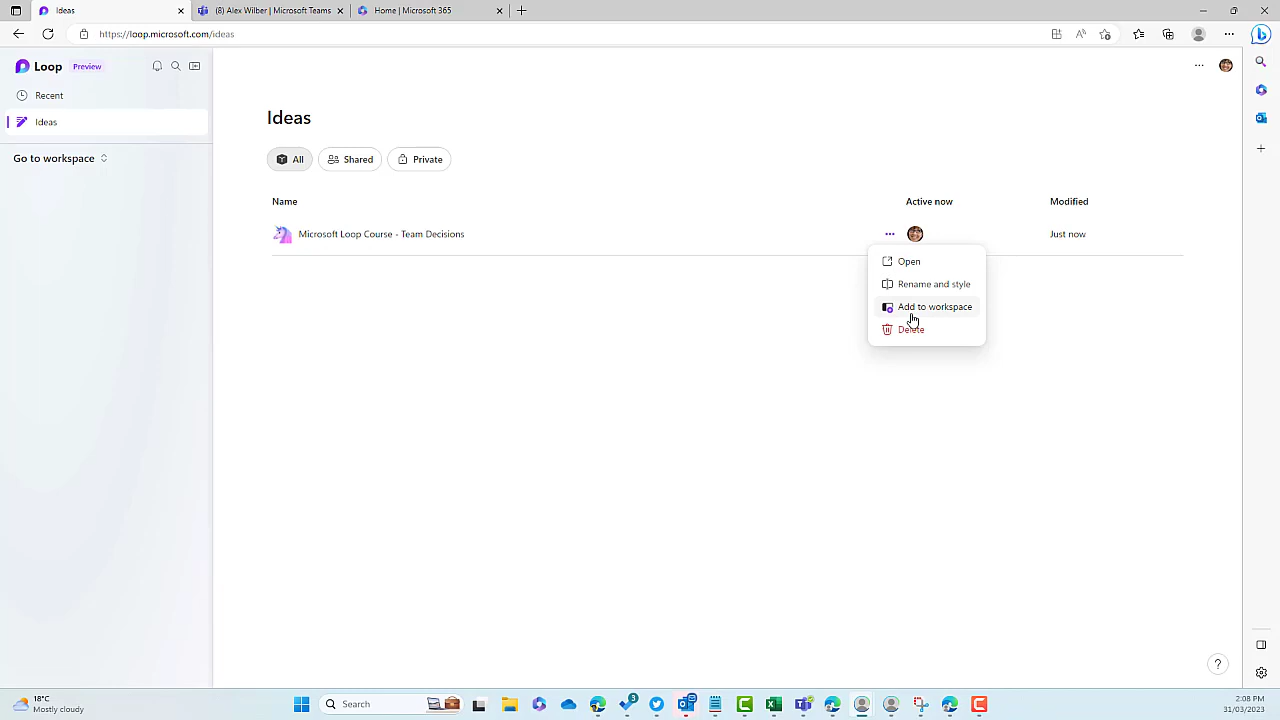 Ideas
(8) Alex Wilber | Microsoft Teams
Home | Microsoft 365
https://loop.microsoft.com/ideas
Loop Preview
Recent
Ideas
Go to workspace
Ideas
All
Shared
Private
Name
Active now
Modified
Microsoft Loop Course - Team Decisions
Just now
Open
Rename and style
Add to workspace
Delete
?
18°C
Mostly cloudy
Search
3
2:08 PM
31/03/2023